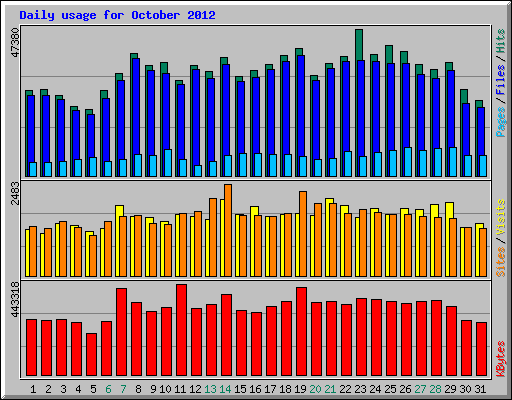 Daily usage for October 2012
47380
Pages / Files / Hits
2483
Sites / Visits
443318
KBytes
1 2 3 4 5 6 7 8 9 10 11 12 13 14 15 16 17 18 19 20 21 22 23 24 25 26 27 28 29 30 31